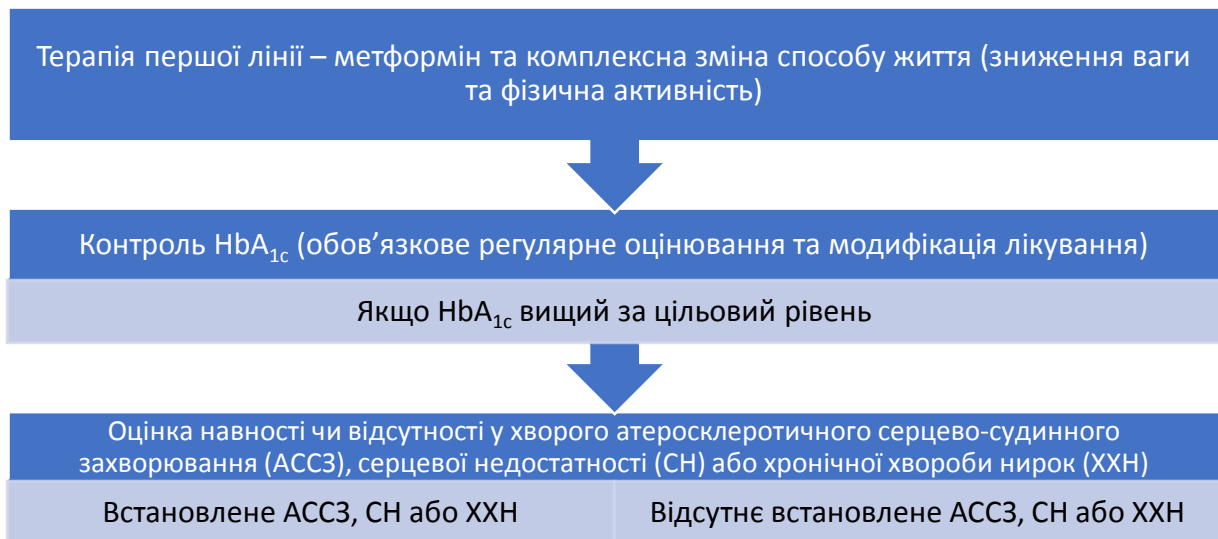 Терапія першої лінії – метформін та комплексна зміна способу життя (зниження ваги
та фізична активність)
Контроль HbA1c (обов’язкове регулярне оцінювання та модифікація лікування)
Якщо HbA1c вищий за цільовий рівень
Оцінка навності чи відсутності у хворого атеросклеротичного серцево-судинного
захворювання (АССЗ), серцевої недостатності (СН) або хронічної хвороби нирок (ХХН)
Встановлене АССЗ, СН або ХХН
Відсутнє встановлене АССЗ, СН або ХХН